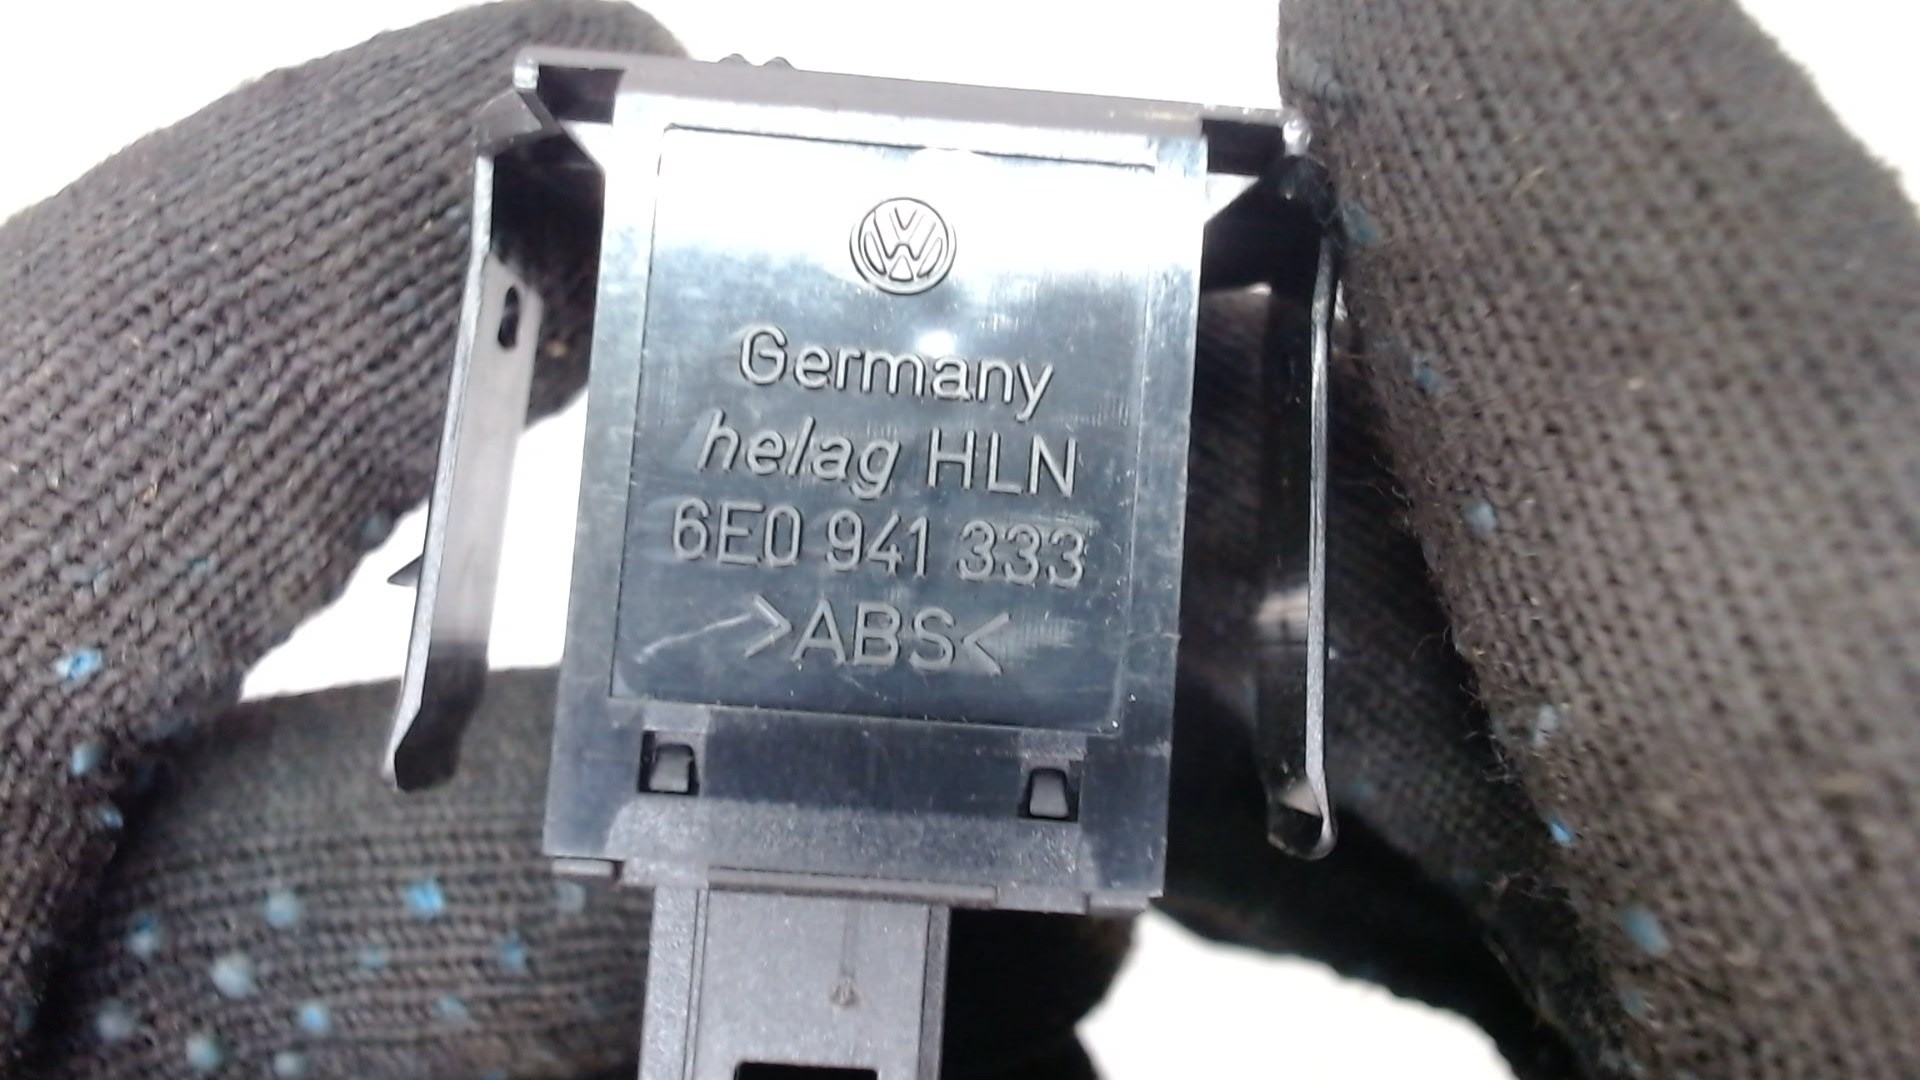 Germany
helag HLN
6E0 941 333
>ABS<